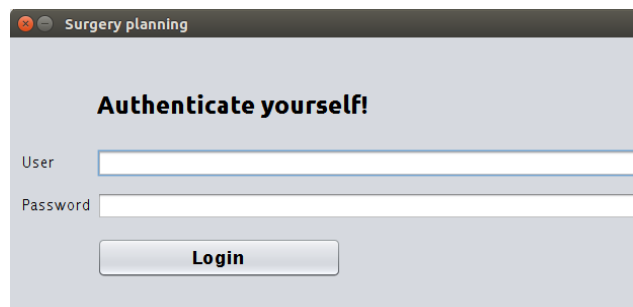 Surgery planning
Authenticate yourself!
User
Password
Login